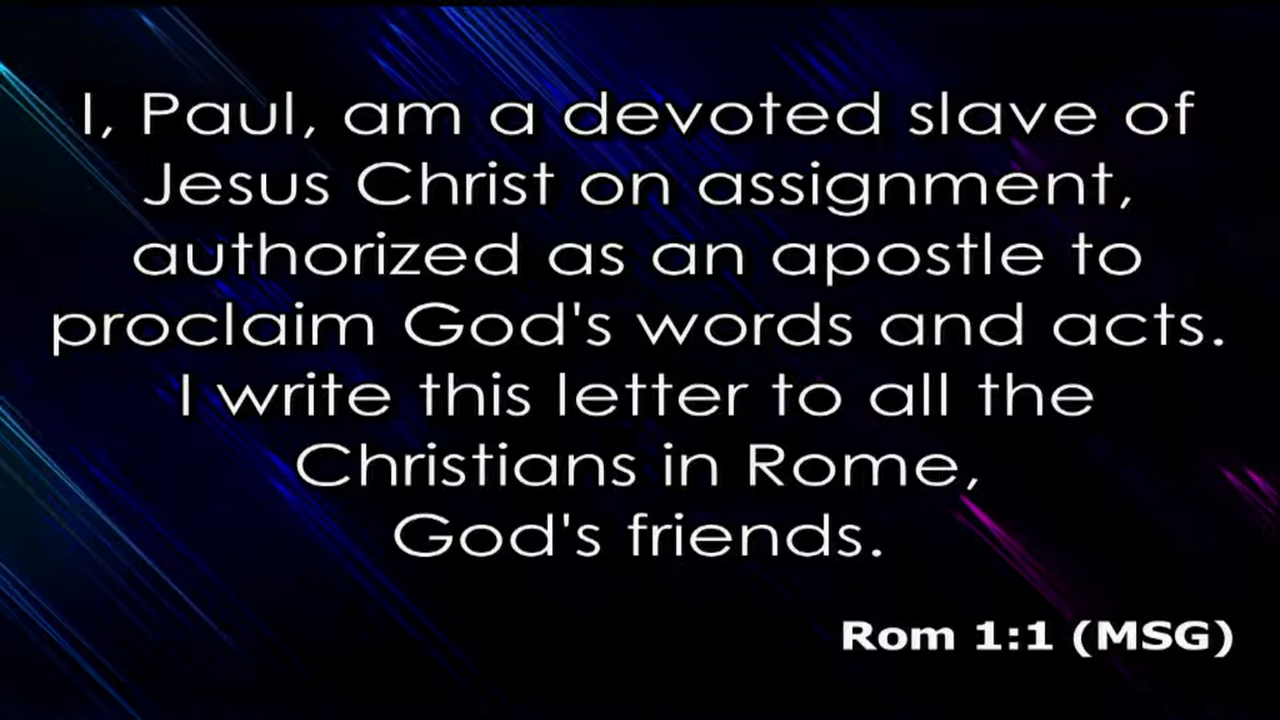 I, Paul, am a devoted slave of
Jesus Christ on assignment,
authorized as an apostle to
proclaim God's words and acts.
I write this letter to all the
Christians in Rome,
God's friends.
Rom 1:1 (MSG)